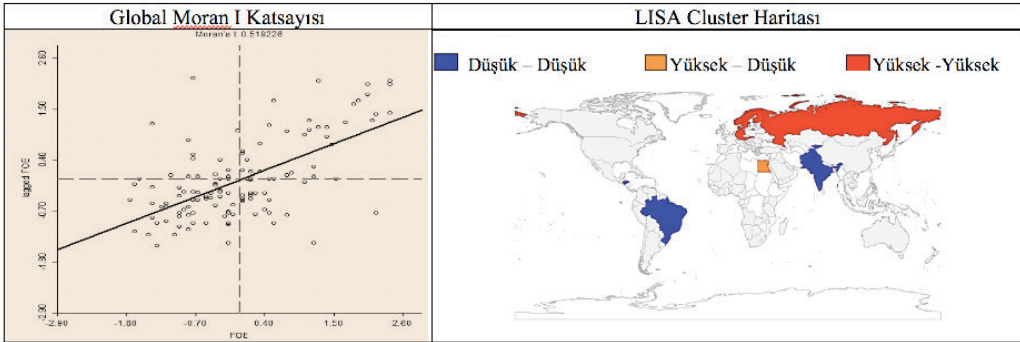 Global Moran I Katsayısı
LISA Cluster Haritası
Moran's I: 0.519226
2.60
1.50
0.40
-0.70
-1.80
-2.90
lagged FOE
-2.90
-1.80
-0.70
0.40
1.50
2.60
FOE
Düşük – Düşük
Yüksek – Düşük
Yüksek -Yüksek